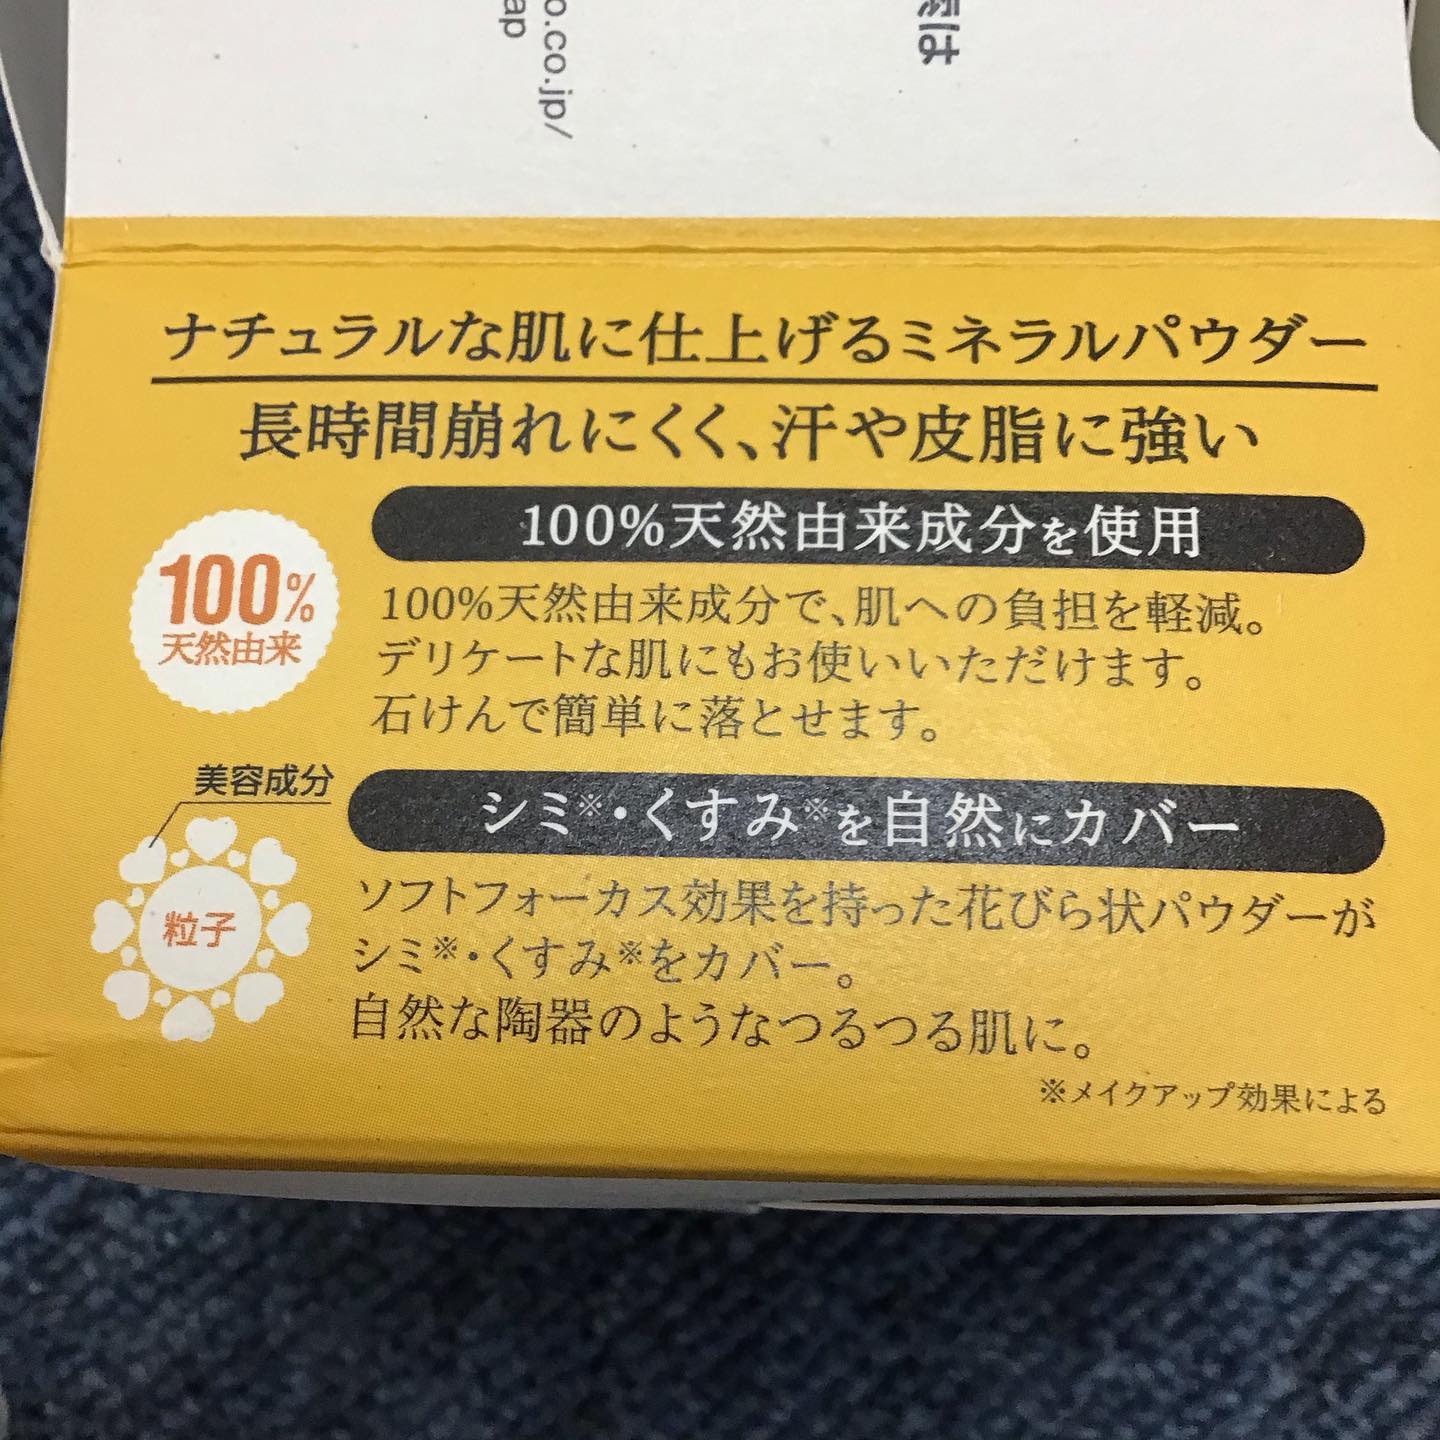 o.co.jp/
ap
ナチュラルな肌に仕上げるミネラルパウダー
長時間崩れにくく、汗や皮脂に強い
100%天然由来成分を使用
100%
天然由来
100%天然由来成分で、肌への負担を軽減。
デリケートな肌にもお使いいただけます。
石けんで簡単に落とせます。
美容成分
粒子
シミ※・くすみ※を自然にカバー
ソフトフォーカス効果を持った花びら状パウダーが
シミ※・くすみ※をカバー。
自然な陶器のようなつるつる肌に。
※メイクアップ効果による